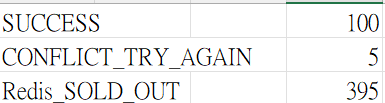 SUCCESS 100
CONFLICT_TRY_AGAIN 5
Redis_SOLD_OUT 395